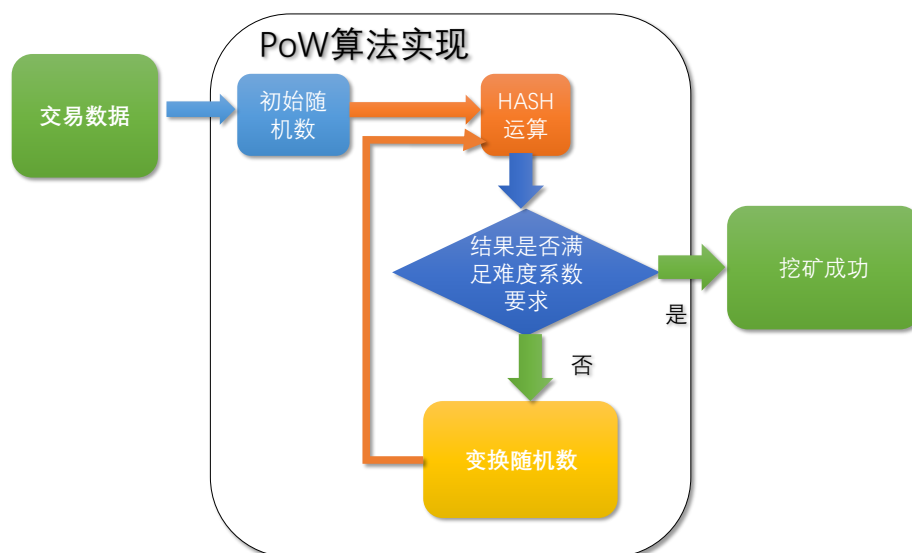 PoW算法实现
交易数据
初始随
机数
HASH
运算
结果是否满
足难度系数
要求
是
挖矿成功
否
变换随机数